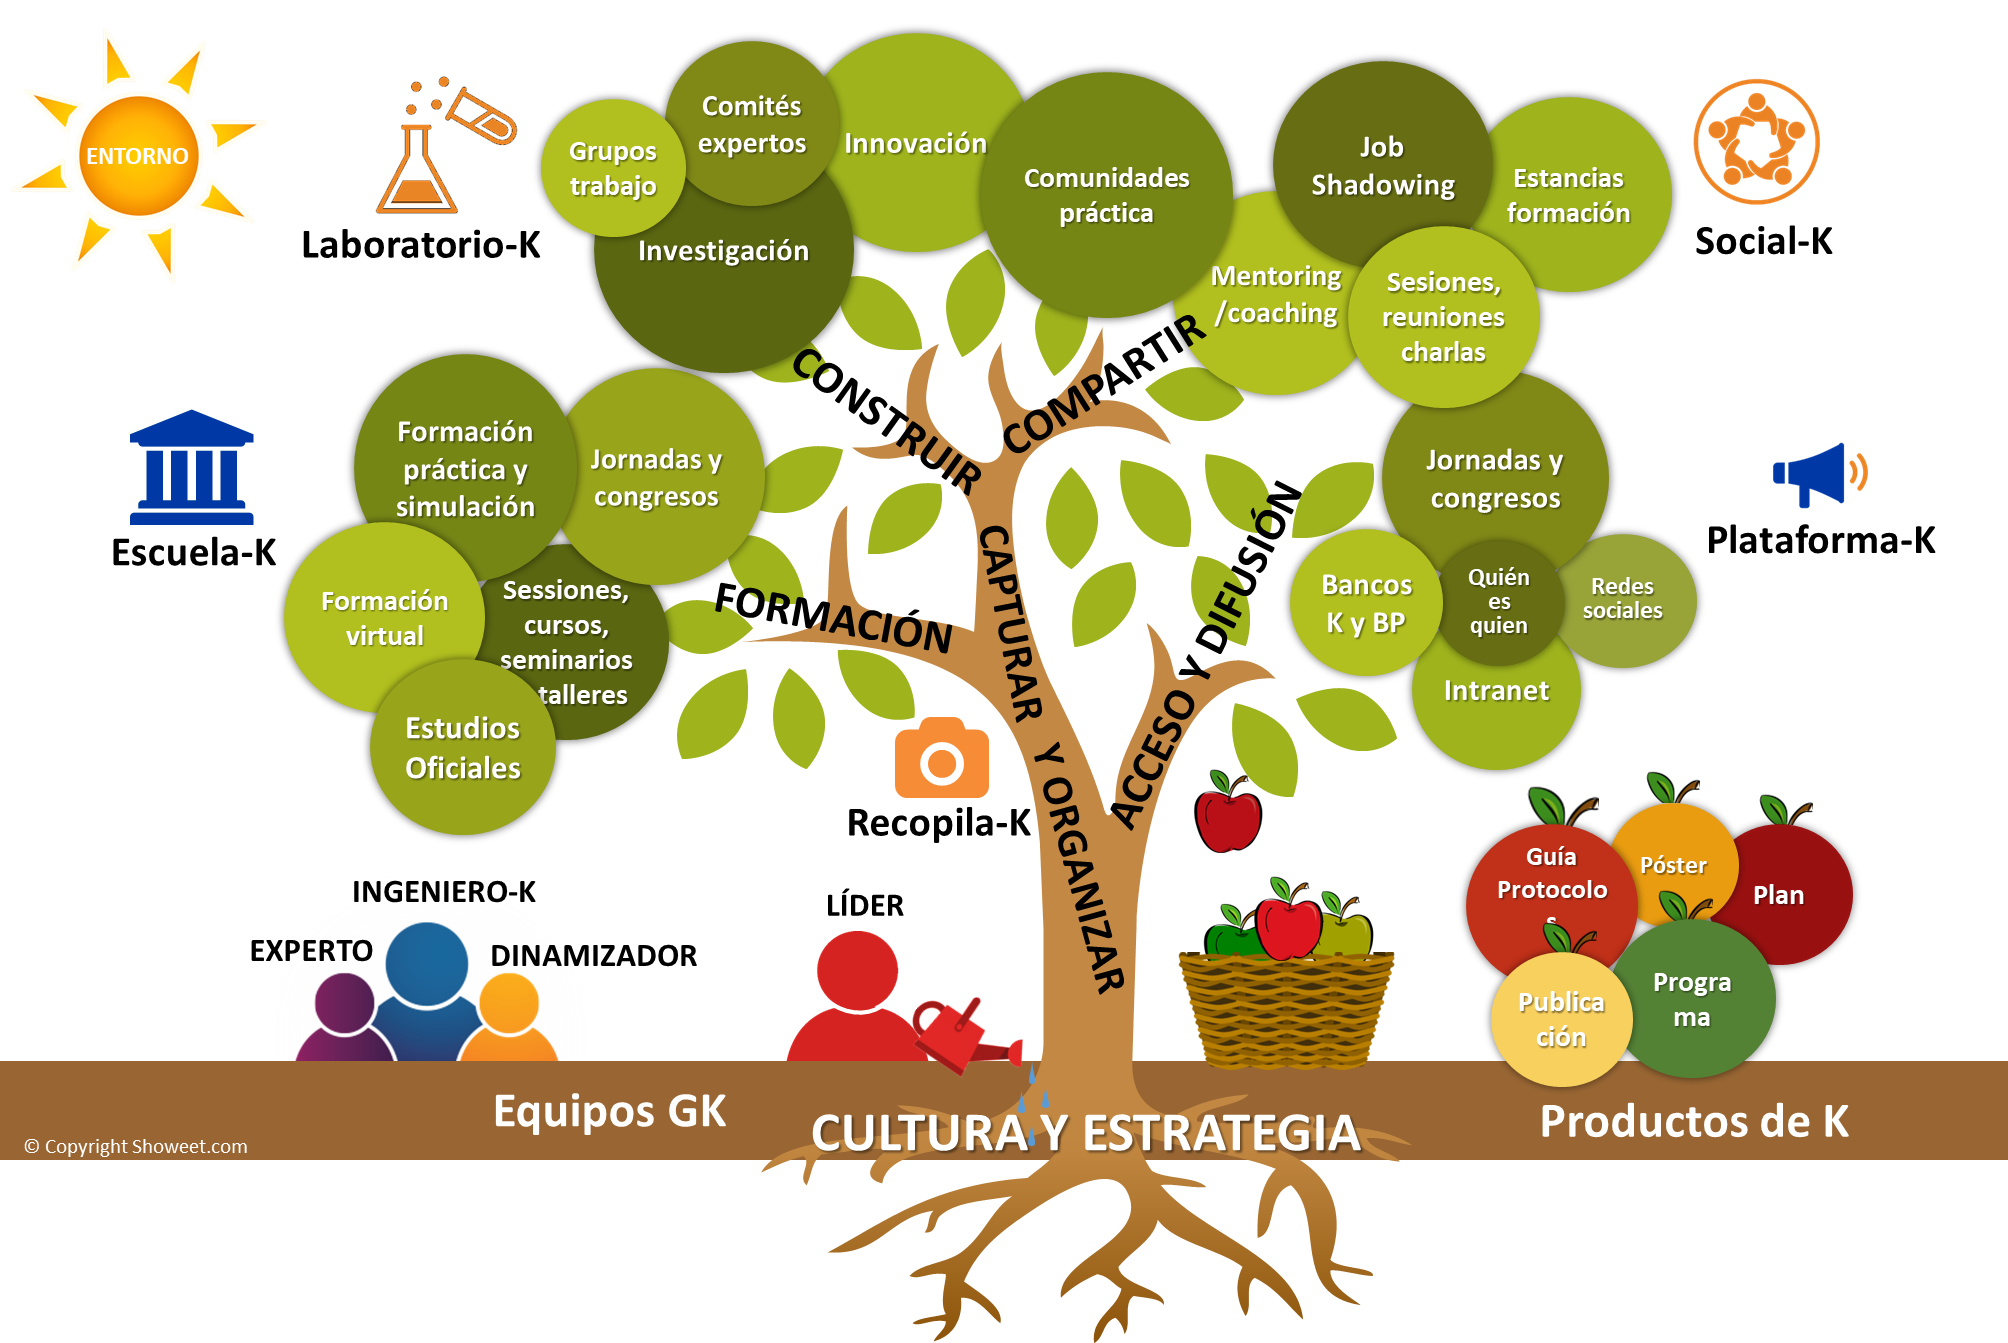 ENTORNO
Laboratorio-K
Grupos
trabajo
Comités
expertos
Innovación
Investigación
Comunidades
práctica
Job
Shadowing
Estancias
formación
Mentoring
/coaching
Sesiones,
reuniones
charlas
Social-K
CONSTRUIR
COMPARTIR
Escuela-K
Formación
práctica y
simulación
Jornadas y
congresos
Formación
virtual
Sessiones,
cursos,
seminarios
talleres
Estudios
Oficiales
FORMACIÓN
CAPTURAR Y ORGANIZAR
ACCESO Y DIFUSIÓN
Jornadas y
congresos
Bancos
K y BP
Quién
es
quien
Redes
sociales
Intranet
Plataforma-K
Recopila-K
INGENIERO-K
EXPERTO
DINAMIZADOR
LÍDER
Guía
Protocolo
s
Póster
Plan
Publica
ción
Progra
ma
Equipos GK
CULTURA Y ESTRATEGIA
Productos de K
© Copyright Showeet.com